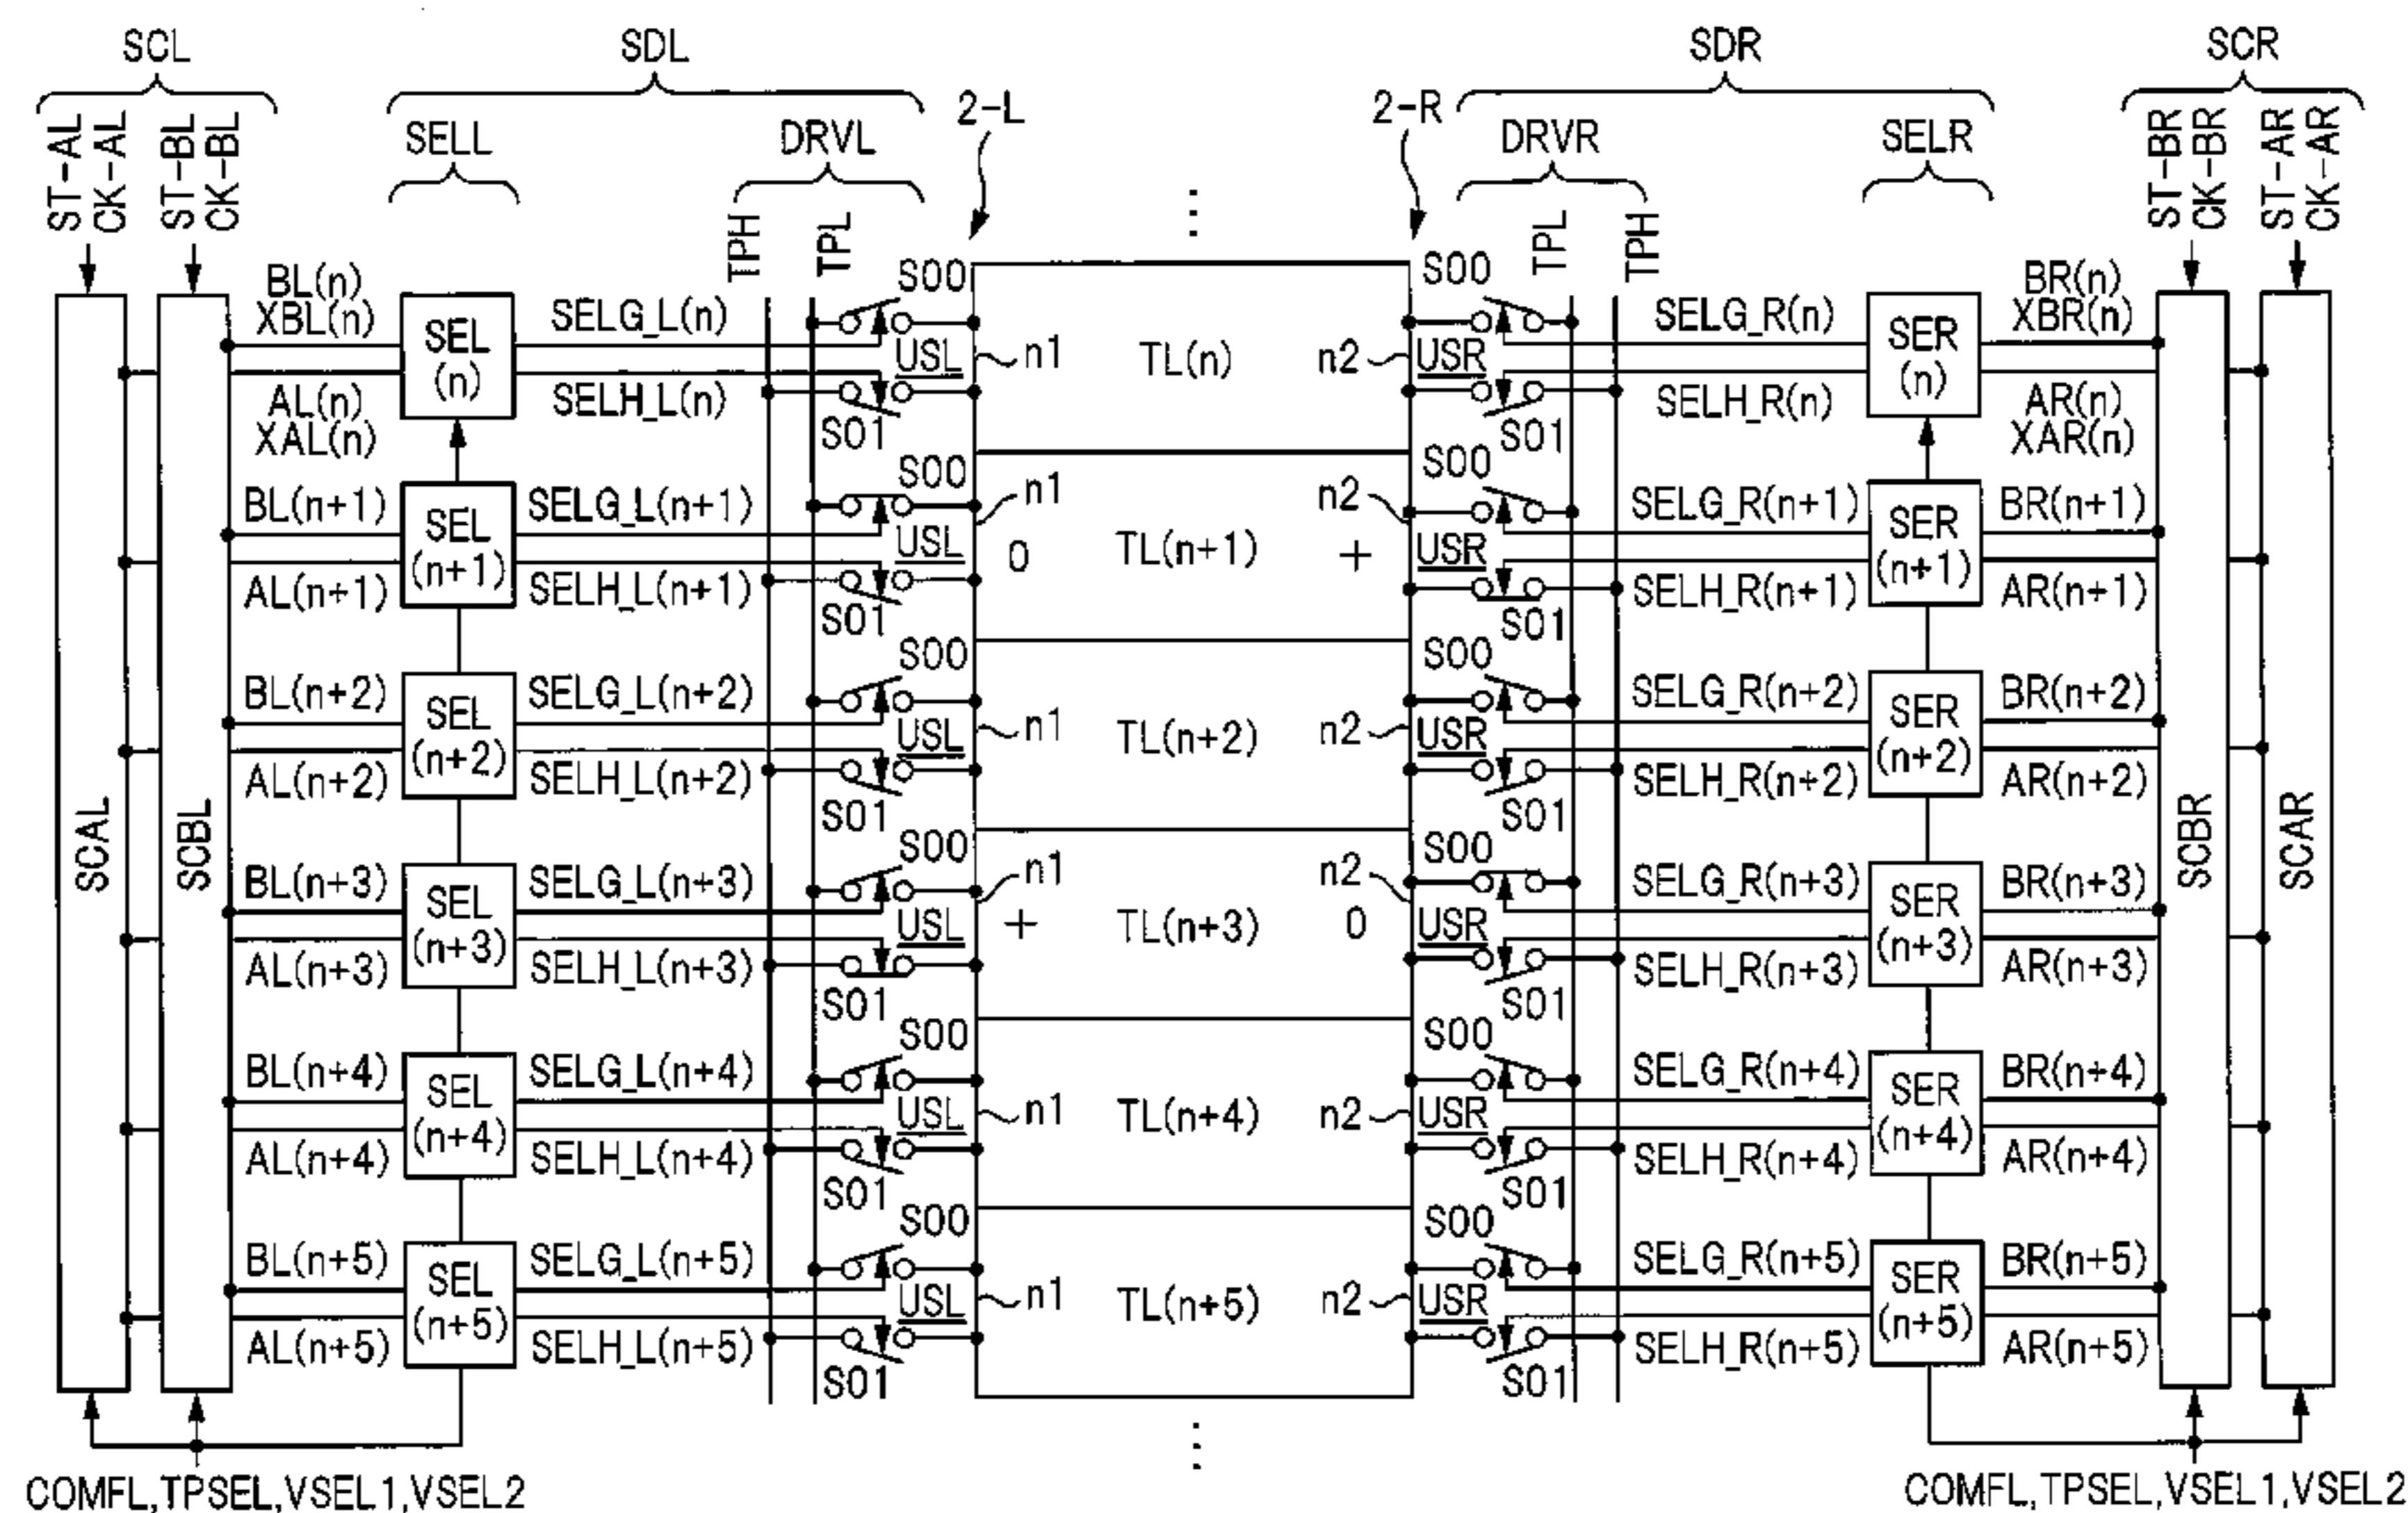 SCL SDL SDR SCR
ST-AL CK-AL ST-BL CK-BL SELL DRVL 2-L 2-R DRVR SELR ST-BR CK-BR ST-AR CK-AR
TPH TPL ⋮ TPL TPH
BL(n) S00 S00 BR(n)
XBL(n) SELG_L(n) SELG_R(n) XBR(n)
SEL (n) USL n1 TL(n) n2 USR SER (n)
AL(n) SELH_L(n) SELH_R(n) AR(n)
XAL(n) S01 S01 XAR(n)
S00 S00
BL(n+1) SELG_L(n+1) n1 n2 SELG_R(n+1) BR(n+1)
SEL (n+1) USL 0 TL(n+1) + USR SER (n+1)
AL(n+1) SELH_L(n+1) SELH_R(n+1) AR(n+1)
S01 S01
S00 S00
BL(n+2) SELG_L(n+2) SELG_R(n+2) BR(n+2)
SEL (n+2) USL n1 TL(n+2) n2 USR SER (n+2)
AL(n+2) SELH_L(n+2) SELH_R(n+2) AR(n+2)
S01 S01
SCAL SCBL SCBR SCAR
S00 S00
BL(n+3) SELG_L(n+3) n1 n2 SELG_R(n+3) BR(n+3)
SEL (n+3) USL + TL(n+3) 0 USR SER (n+3)
AL(n+3) SELH_L(n+3) SELH_R(n+3) AR(n+3)
S01 S01
S00 S00
BL(n+4) SELG_L(n+4) SELG_R(n+4) BR(n+4)
SEL (n+4) USL n1 TL(n+4) n2 USR SER (n+4)
AL(n+4) SELH_L(n+4) SELH_R(n+4) AR(n+4)
S01 S01
S00 S00
BL(n+5) SELG_L(n+5) SELG_R(n+5) BR(n+5)
SEL (n+5) USL n1 TL(n+5) n2 USR SER (n+5)
AL(n+5) SELH_L(n+5) SELH_R(n+5) AR(n+5)
S01 S01
⋮
COMFL,TPSEL,VSEL1,VSEL2 COMFL,TPSEL,VSEL1,VSEL2